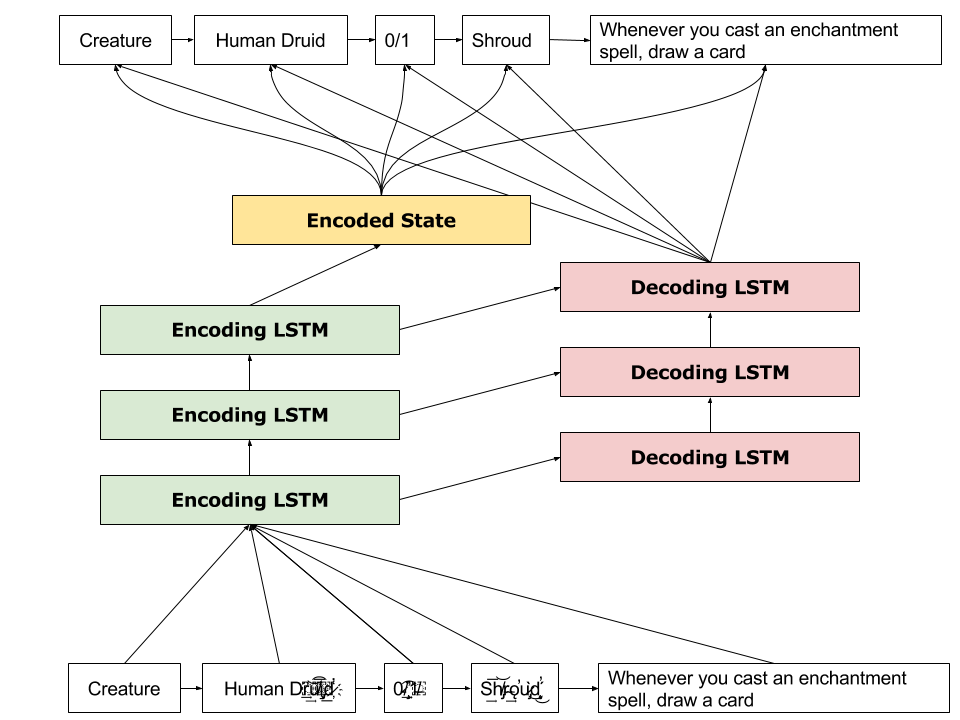 Creature
Human Druid
0/1
Shroud
Whenever you cast an enchantment
spell, draw a card
Encoded State
Decoding LSTM
Encoding LSTM
Decoding LSTM
Encoding LSTM
Decoding LSTM
Encoding LSTM
Creature
Human Druid
0/1
Shroud
Whenever you cast an enchantment
spell, draw a card